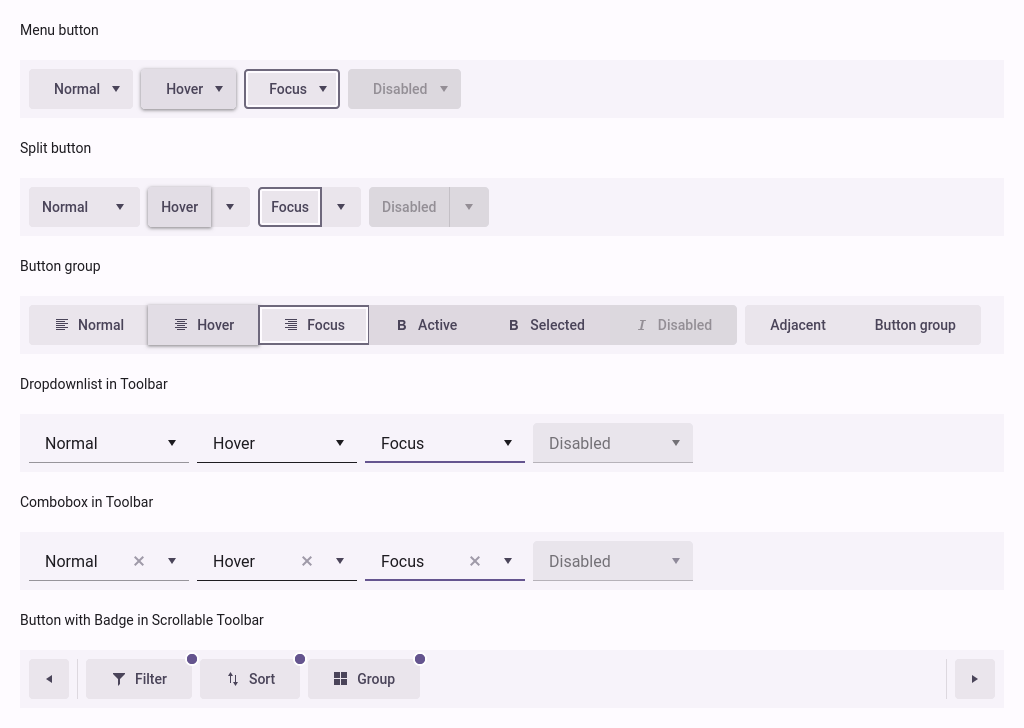 Menu button
Normal Hover Focus Disabled
Split button
Normal Hover Focus Disabled
Button group
Normal Hover Focus B Active B Selected I Disabled Adjacent Button group
Dropdownlist in Toolbar
Normal Hover Focus Disabled
Combobox in Toolbar
Normal Hover Focus Disabled
Button with Badge in Scrollable Toolbar
Filter Sort Group